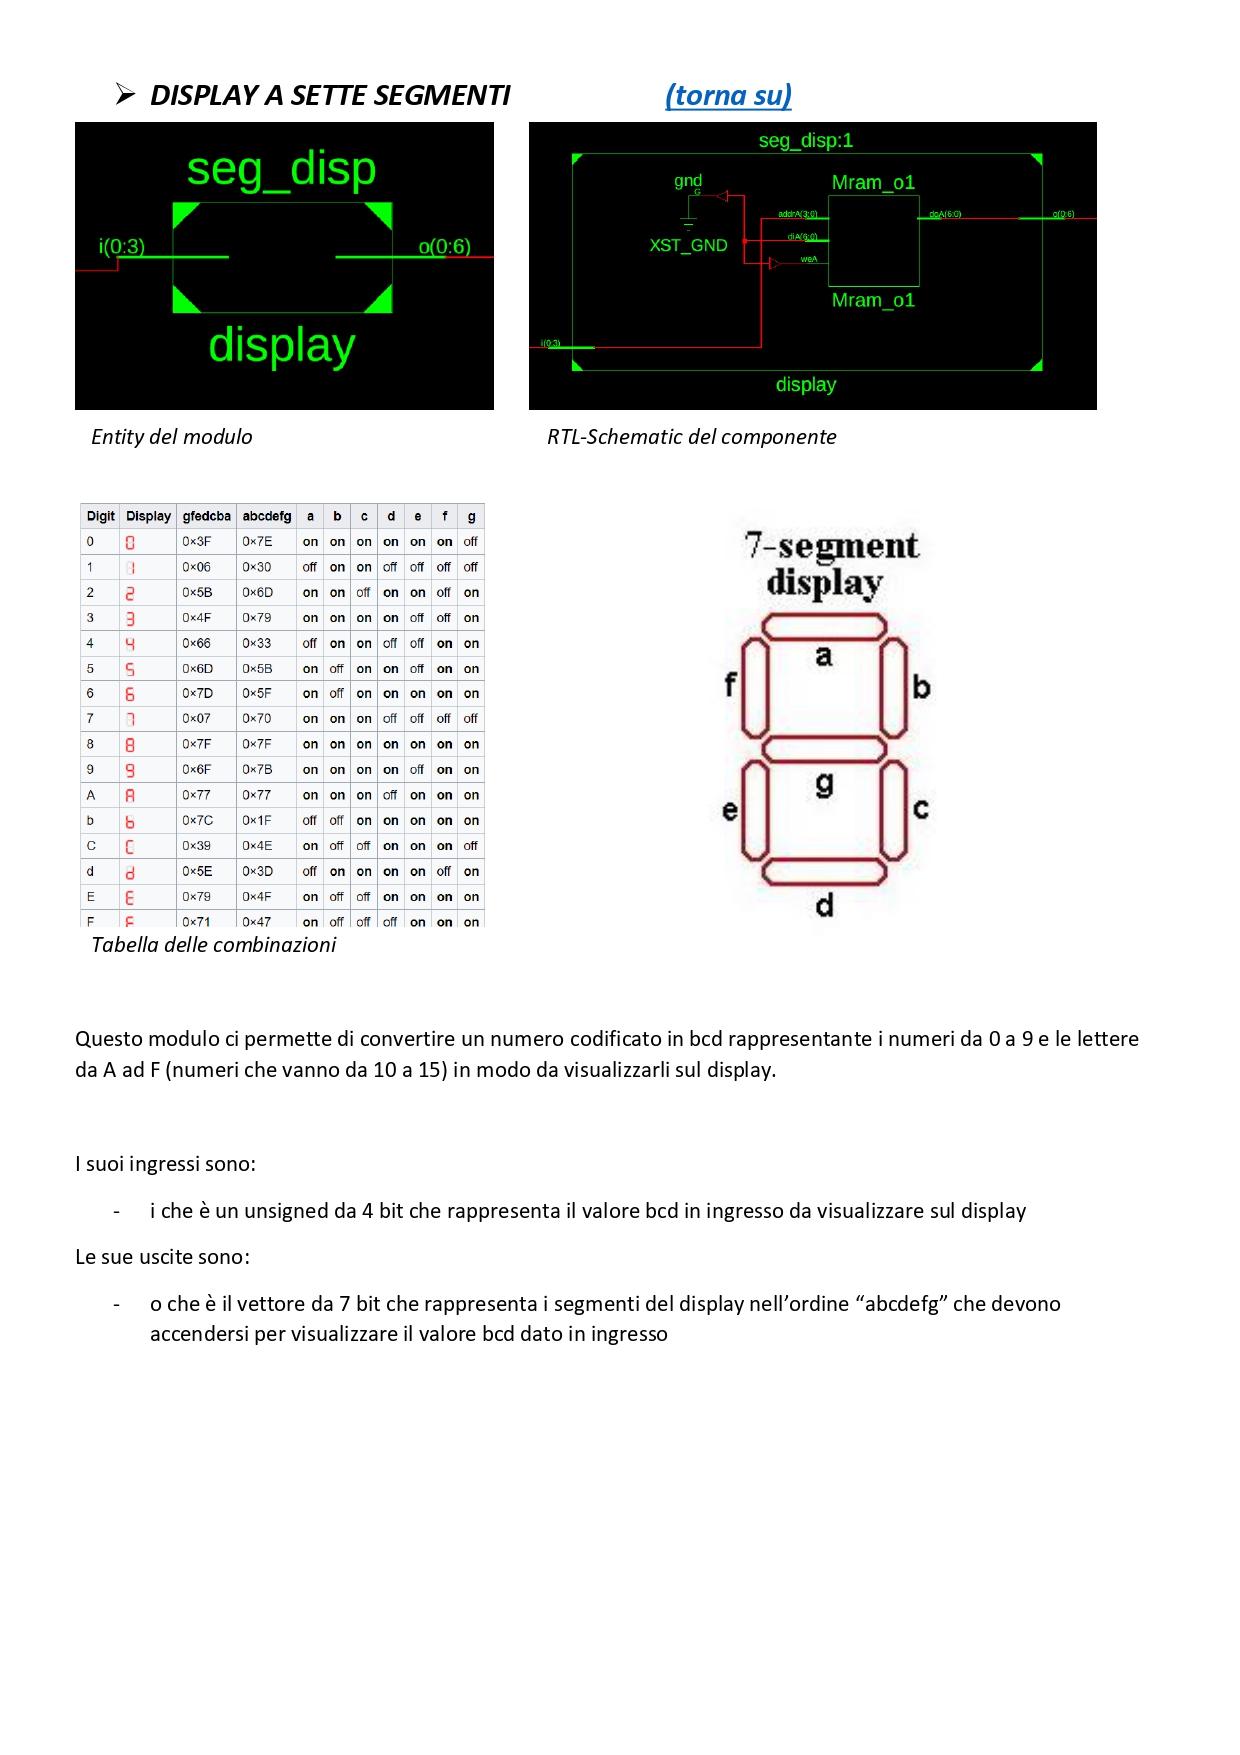 ➢ DISPLAY A SETTE SEGMENTI (torna su)
seg_disp
i(0:3) o(0:6)
display
seg_disp:1
gnd
G
XST_GND
Mram_o1
addrA(3:0)
diA(6:0)
weA
doA(6:0)
o(0:6)
Mram_o1
i(0:3)
display
Entity del modulo RTL-Schematic del componente
Digit Display gfedcba abcdefg a b c d e f g
0 0 0×3F 0×7E on on on on on on off
1 1 0×06 0×30 off on on off off off off
2 2 0×5B 0×6D on on off on on off on
3 3 0×4F 0×79 on on on on off off on
4 4 0×66 0×33 off on on off off on on
5 5 0×6D 0×5B on off on on off on on
6 6 0×7D 0×5F on off on on on on on
7 7 0×07 0×70 on on on off off off off
8 8 0×7F 0×7F on on on on on on on
9 9 0×6F 0×7B on on on on off on on
A A 0×77 0×77 on on on off on on on
b b 0×7C 0×1F off off on on on on on
C C 0×39 0×4E on off off on on on off
d d 0×5E 0×3D off on on on on off on
E E 0×79 0×4F on off off on on on on
F F 0×71 0×47 on off off off on on on
Tabella delle combinazioni
7-segment
display
a
f b
g
e c
d
Questo modulo ci permette di convertire un numero codificato in bcd rappresentante i numeri da 0 a 9 e le lettere
da A ad F (numeri che vanno da 10 a 15) in modo da visualizzarli sul display.
I suoi ingressi sono:
- i che è un unsigned da 4 bit che rappresenta il valore bcd in ingresso da visualizzare sul display
Le sue uscite sono:
- o che è il vettore da 7 bit che rappresenta i segmenti del display nell’ordine “abcdefg” che devono
accendersi per visualizzare il valore bcd dato in ingresso